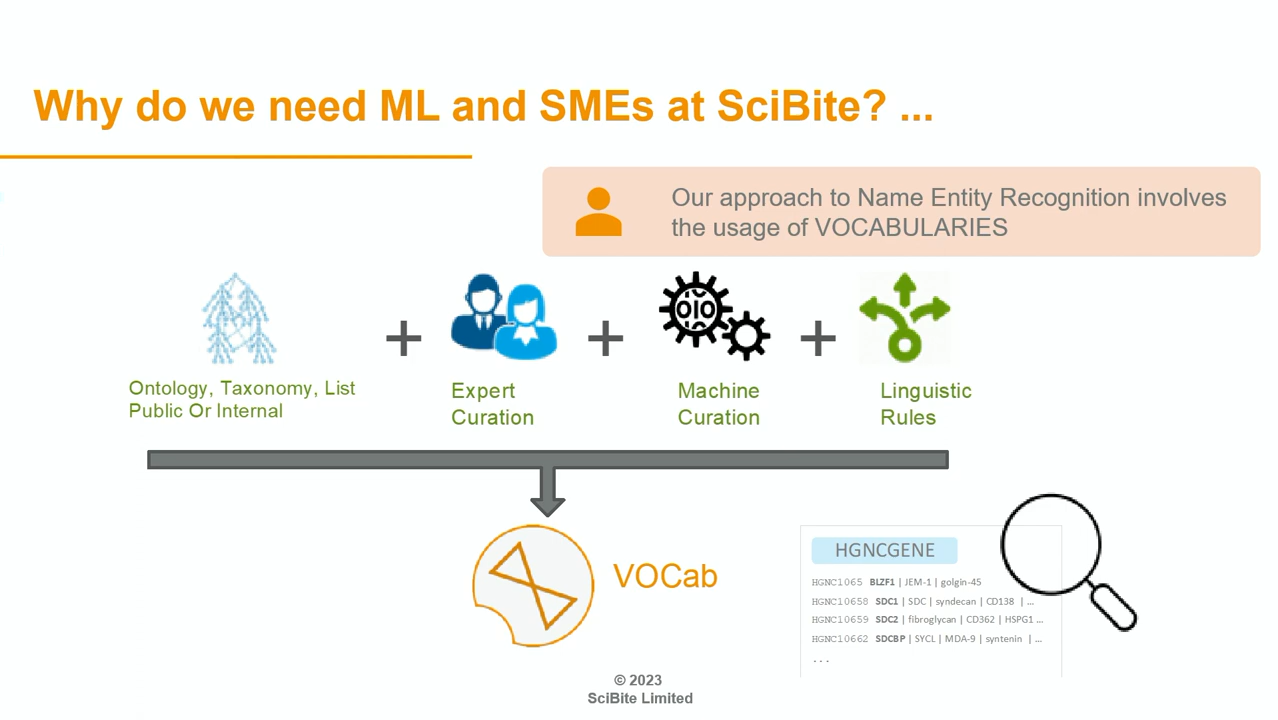 Why do we need ML and SMEs at SciBite? ...
Our approach to Name Entity Recognition involves
the usage of VOCABULARIES
Ontology, Taxonomy, List
Public Or Internal
+
Expert
Curation
+
Machine
Curation
+
Linguistic
Rules
VOCab
HGNCGENE
HGNC1065 BLZF1 | JEM-1 | golgin-45
HGNC10658 SDC1 | SDC | syndecan | CD138 | ...
HGNC10659 SDC2 | fibroglycan | CD362 | HSPG1 ...
HGNC10662 SDCBP | SYCL | MDA-9 | syntenin | ...
...
© 2023
SciBite Limited